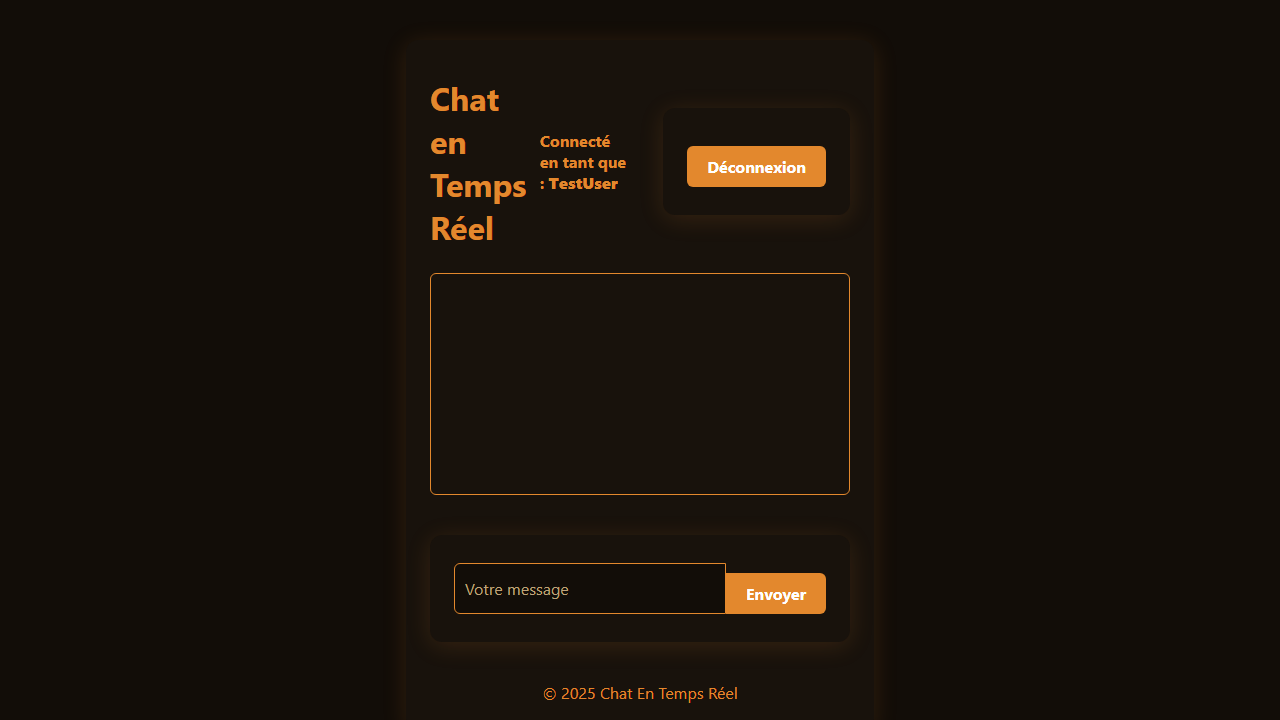 Chat
en
Temps
Réel
Connecté
en tant que
: TestUser
Déconnexion
Votre message
Envoyer
© 2025 Chat En Temps Réel